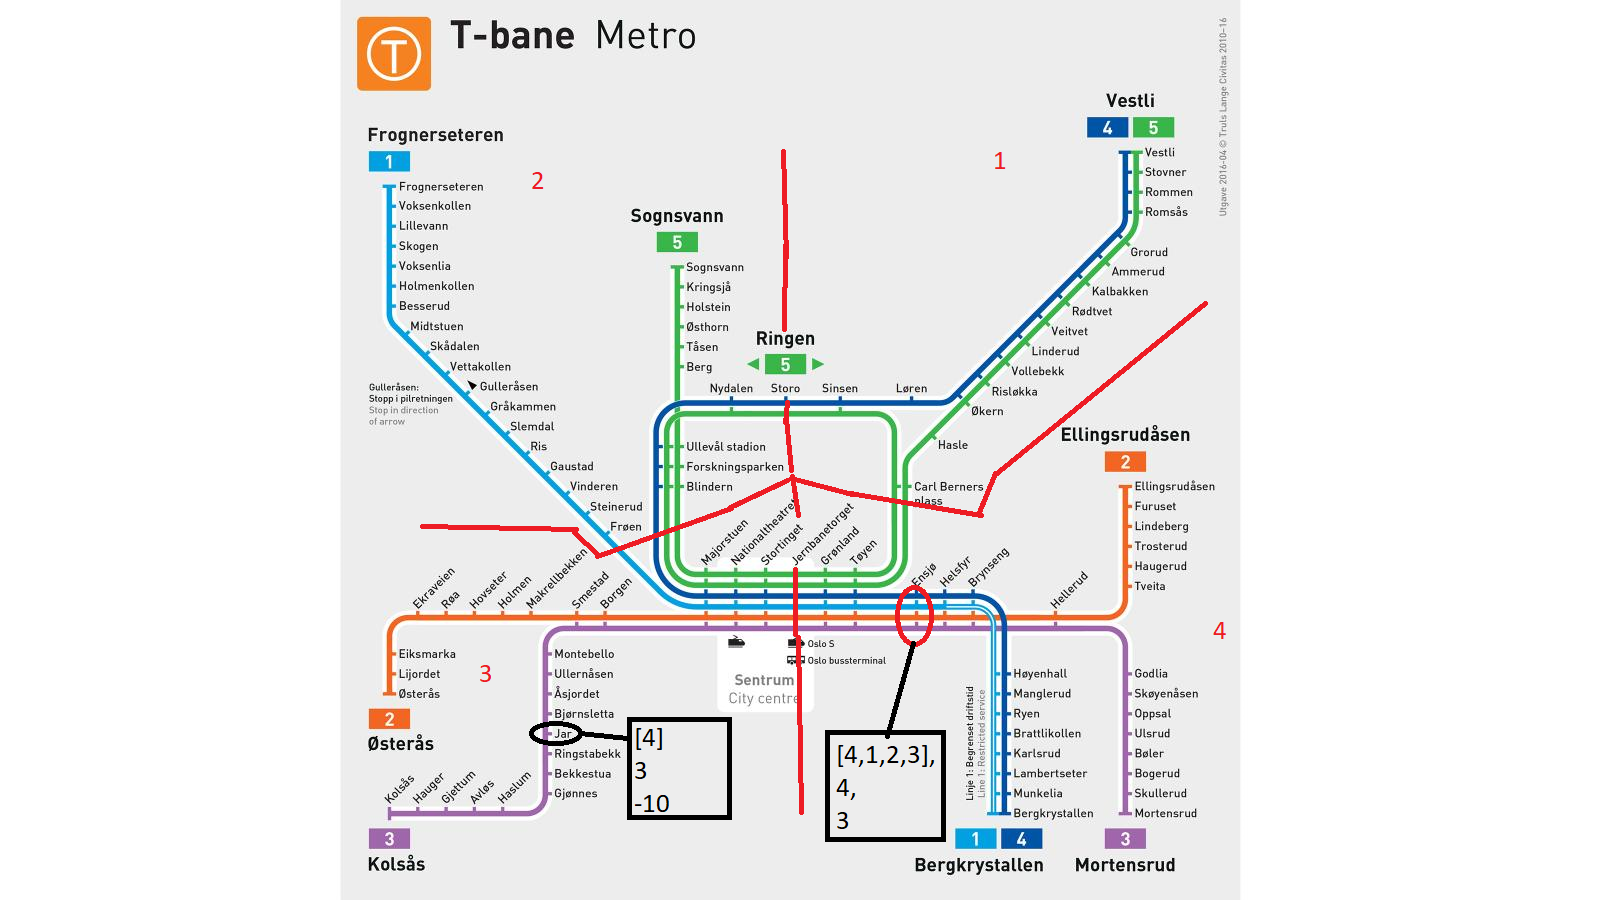 T-bane Metro
T
Utgave 2016-04 © Truls Lange Civitas 2010-16
Vestli
4 5
Vestli
Stovner
Rommen
Romsås
Grorud
Ammerud
Kalbakken
Rødtvet
Veitvet
Linderud
Vollebekk
Risløkka
Økern
Hasle
Carl Berners
plass
1
2
Frognerseteren
1
Frognerseteren
Voksenkollen
Lillevann
Skogen
Voksenlia
Holmenkollen
Besserud
Midtstuen
Skådalen
Vettakollen
Gulleråsen
Gråkammen
Slemdal
Ris
Gaustad
Vinderen
Steinerud
Frøen
Gulleråsen:
Stopp i pilretningen
Stop in direction
of arrow
Sognsvann
5
Sognsvann
Kringsjå
Holstein
Østhorn
Tåsen
Berg
Ringen
5
Nydalen
Storo
Sinsen
Løren
Ullevål stadion
Forskningsparken
Blindern
Ellingsrudåsen
2
Ellingsrudåsen
Furuset
Lindeberg
Trosterud
Haugerud
Tveita
Ekraveien
Røa
Hovseter
Holmen
Makrellbekken
Smestad
Borgen
Majorstuen
Nationaltheatret
Stortinget
Jernbanetorget
Grønland
Tøyen
Ensjø
Helsfyr
Brynseng
Hellerud
4
3
Eiksmarka
Lijordet
Østerås
2
Østerås
Montebello
Ullernåsen
Åsjordet
Bjørnsletta
Jar
Ringstabekk
Bekkestua
Gjønnes
Kolsås
Hauger
Gjettum
Avløs
Haslum
3
Kolsås
[4]
3
-10
Oslo S
Oslo bussterminal
Sentrum
City centre
[4,1,2,3],
4,
3
Linje 1: Begrenset driftstid
Line 1: Restricted service
Høyenhall
Manglerud
Ryen
Brattlikollen
Karlsrud
Lambertseter
Munkelia
Bergkrystallen
1 4
Bergkrystallen
Godlia
Skøyenåsen
Oppsal
Ulsrud
Bøler
Bogerud
Skullerud
Mortensrud
3
Mortensrud